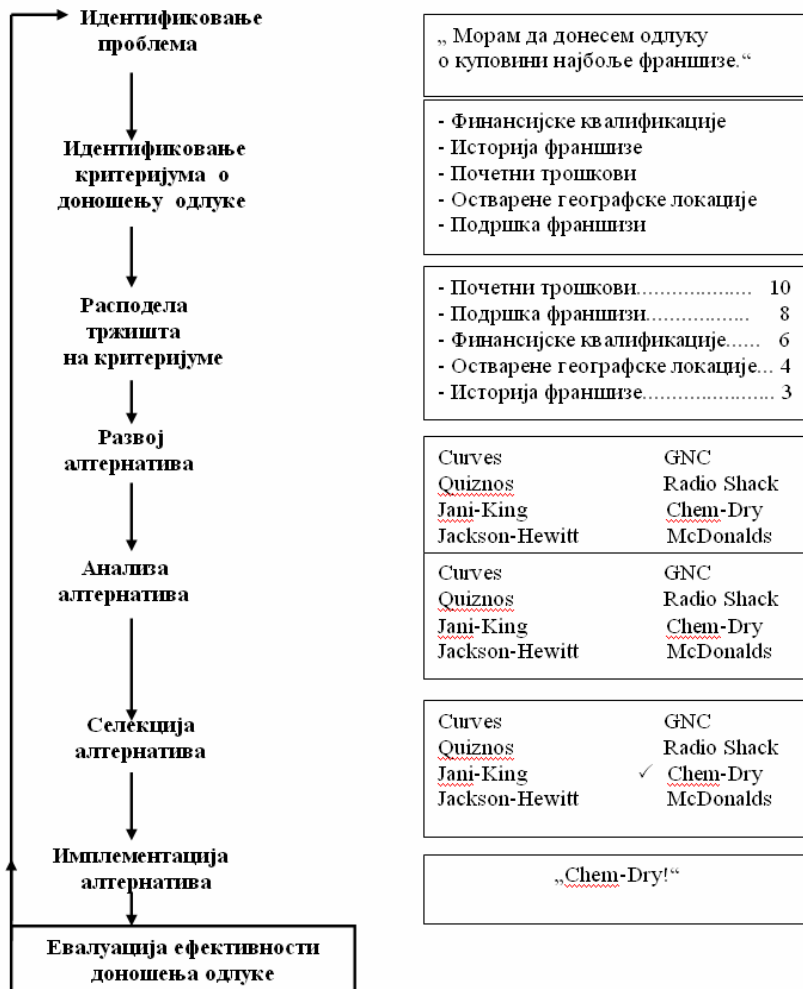 Идентификовање
проблема
„ Морам да донесем одлуку
о куповини најбоље франшизе.“
Идентификовање
критеријума о
доношењу одлуке
- Финансијске квалификације
- Историја франшизе
- Почетни трошкови
- Остварене географске локације
- Подршка франшизи
Расподела
тржишта
на критеријуме
- Почетни трошкови..................... 10
- Подршка франшизи................... 8
- Финансијске квалификације...... 6
- Остварене географске локације... 4
- Историја франшизе........................ 3
Развој
алтернатива
Curves GNC
Quiznos Radio Shack
Jani-King Chem-Dry
Jackson-Hewitt McDonalds
Анализа
алтернатива
Curves GNC
Quiznos Radio Shack
Jani-King Chem-Dry
Jackson-Hewitt McDonalds
Селекција
алтернатива
Curves GNC
Quiznos Radio Shack
Jani-King ✓ Chem-Dry
Jackson-Hewitt McDonalds
Имплементација
алтернатива
„Chem-Dry!“
Евалуација ефективности
доношења одлуке